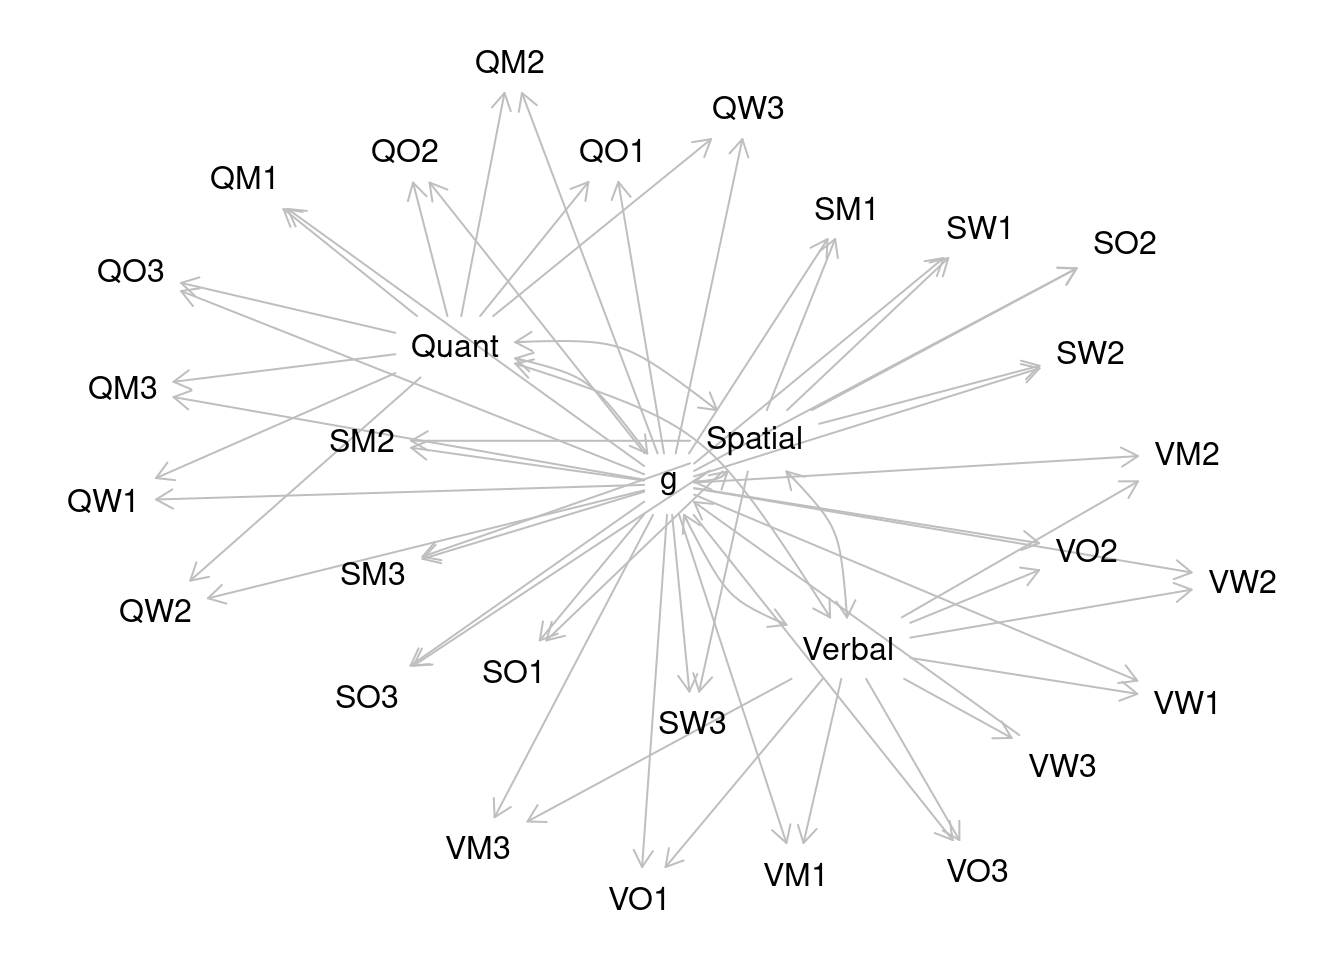 QM2
QW3
QO2
QO1
QM1
SM1
SW1
SO2
QO3
Quant
SW2
QM3
SM2
Spatial
VM2
g
QW1
VO2
SM3
VW2
QW2
Verbal
SO1
SO3
VW1
SW3
VW3
VM3
VM1
VO3
VO1